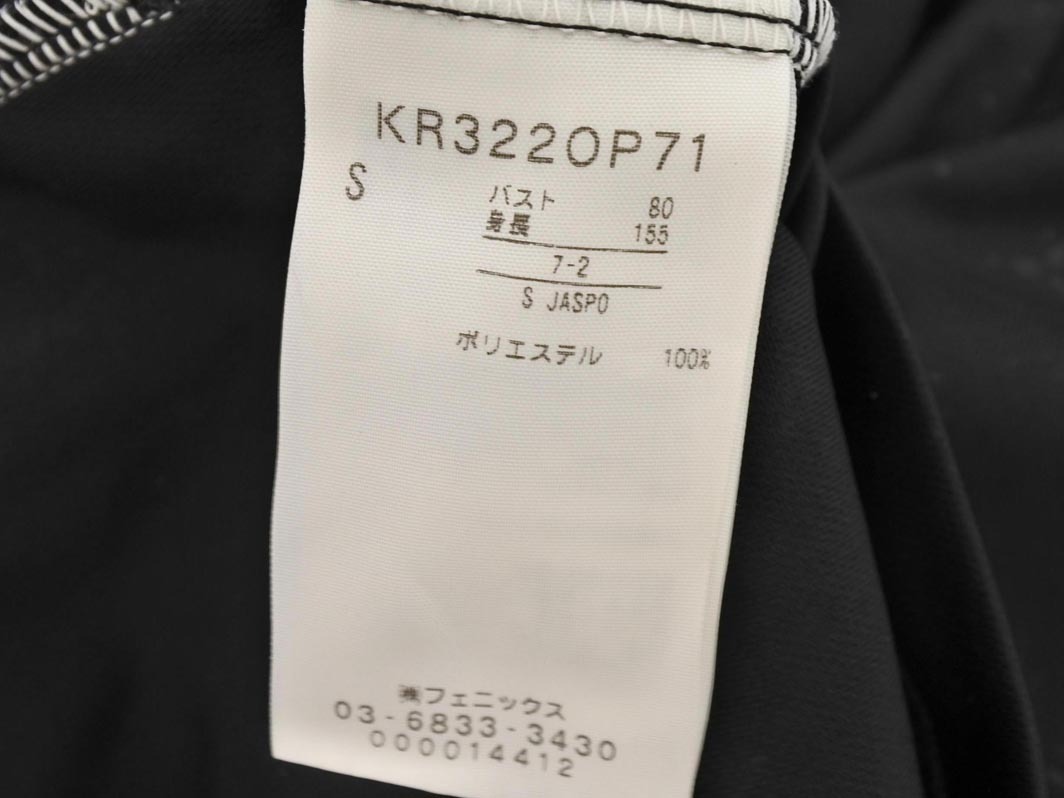 KR322OP71
S
バスト 80
身長 155
7-2
S JASPO
ポリエステル 100%
㈱フェニックス
03-6833-3430
000014412